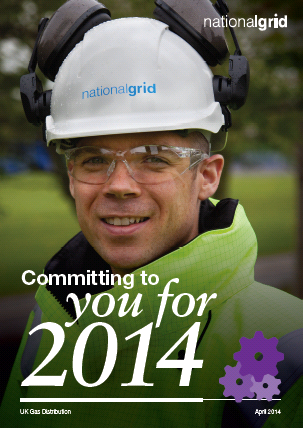 nationalgrid
nationalgrid
Committing to
you for
2014
UK Gas Distribution
April 2014